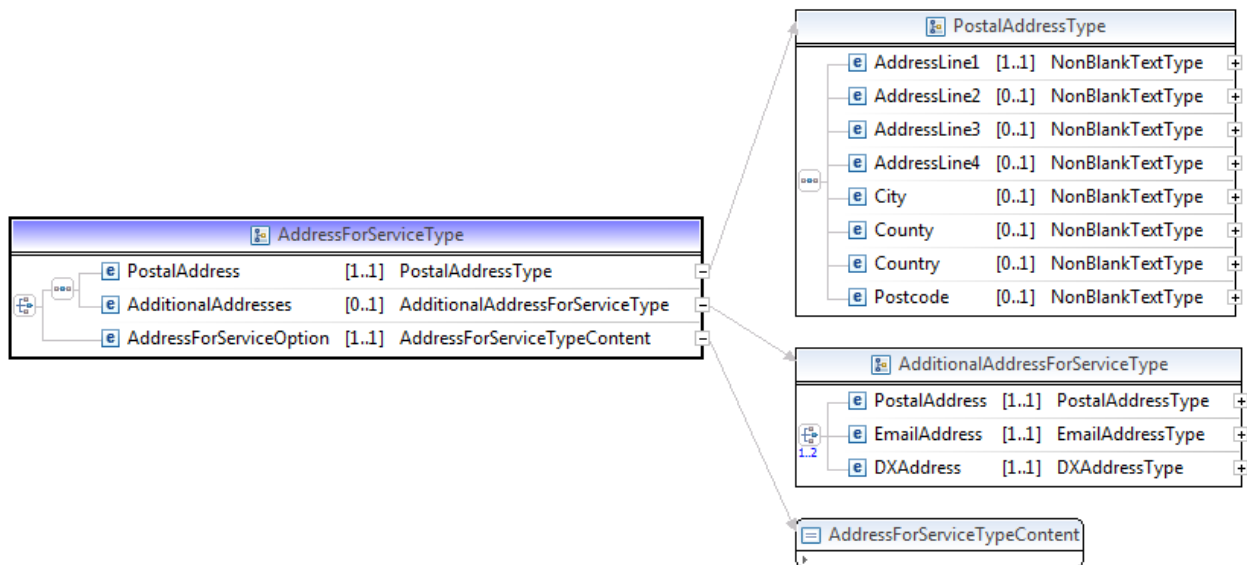 PostalAddressType
e AddressLine1 [1..1] NonBlankTextType
e AddressLine2 [0..1] NonBlankTextType
e AddressLine3 [0..1] NonBlankTextType
e AddressLine4 [0..1] NonBlankTextType
e City [0..1] NonBlankTextType
e County [0..1] NonBlankTextType
e Country [0..1] NonBlankTextType
e Postcode [0..1] NonBlankTextType
AddressForServiceType
e PostalAddress [1..1] PostalAddressType
e AdditionalAddresses [0..1] AdditionalAddressForServiceType
e AddressForServiceOption [1..1] AddressForServiceTypeContent
AdditionalAddressForServiceType
e PostalAddress [1..1] PostalAddressType
e EmailAddress [1..1] EmailAddressType
1..2
e DXAddress [1..1] DXAddressType
AddressForServiceTypeContent